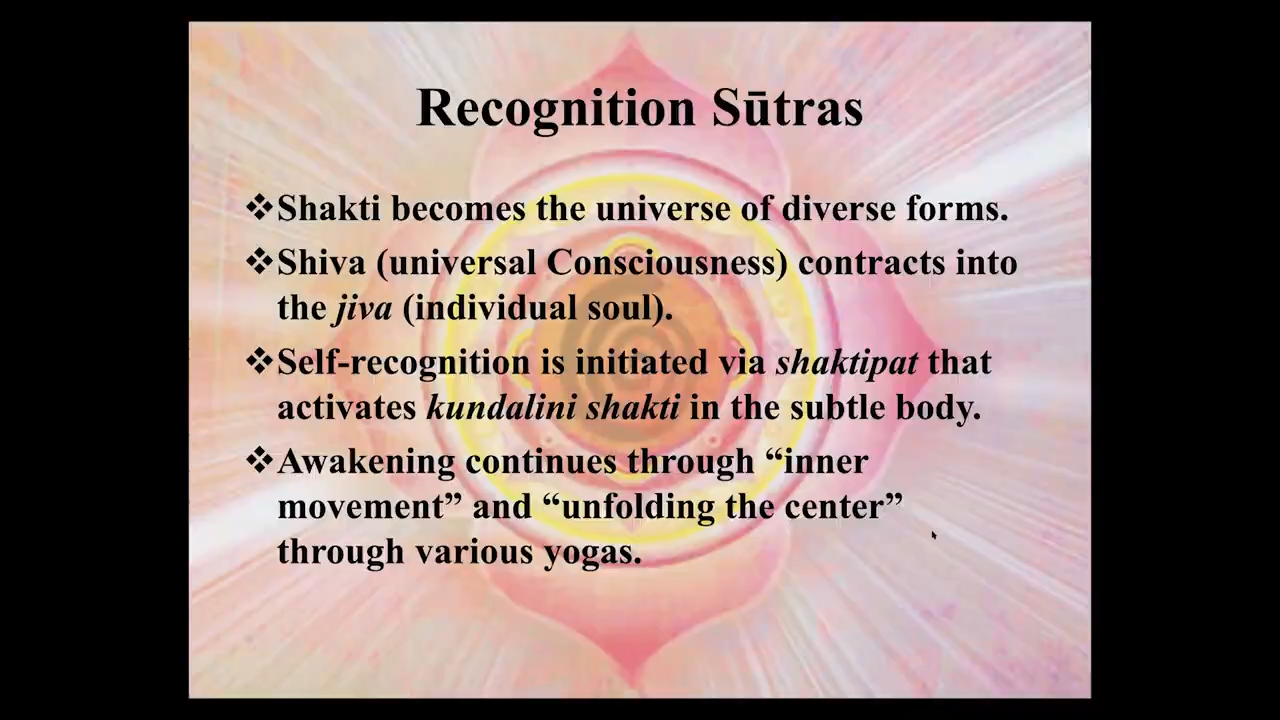 Recognition Sūtras
❖Shakti becomes the universe of diverse forms.
❖Shiva (universal Consciousness) contracts into
the jiva (individual soul).
❖Self-recognition is initiated via shaktipat that
activates kundalini shakti in the subtle body.
❖Awakening continues through “inner
movement” and “unfolding the center”
through various yogas.